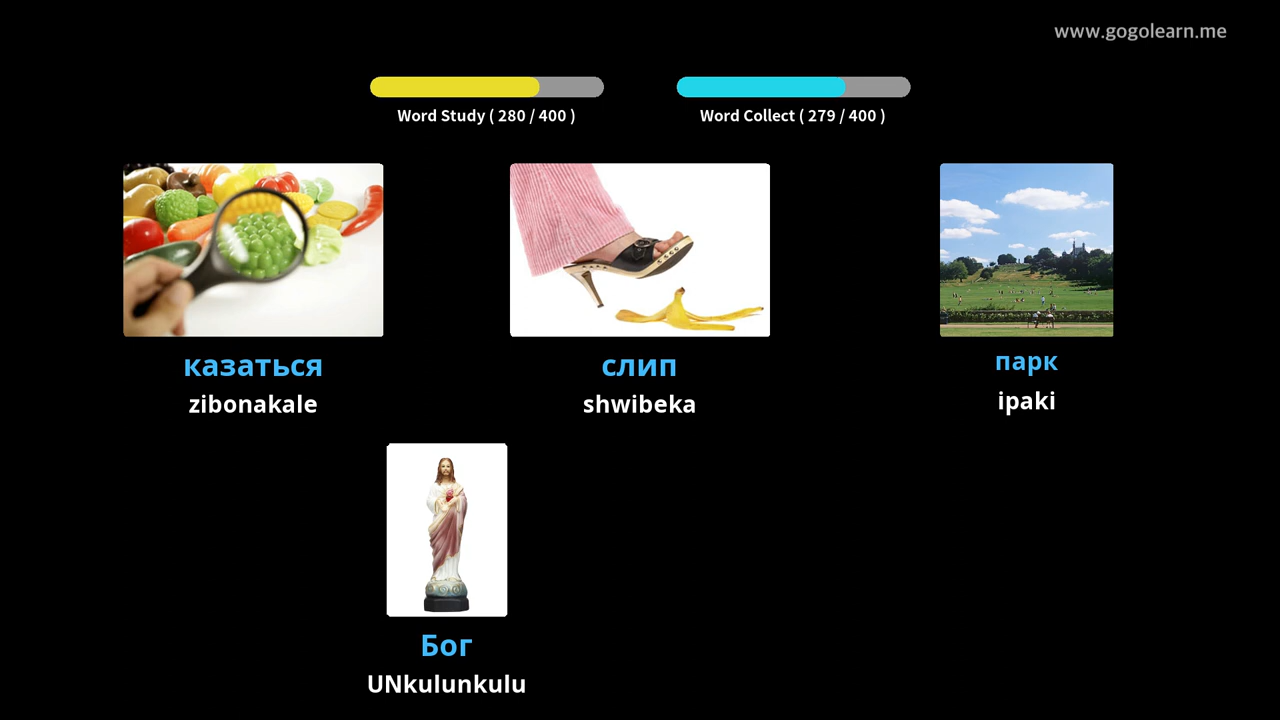 www.gogolearn.me
Word Study ( 280 / 400 )
Word Collect ( 279 / 400 )
казаться
слип
парк
zibonakale
shwibeka
ipaki
Бог
UNkulunkulu